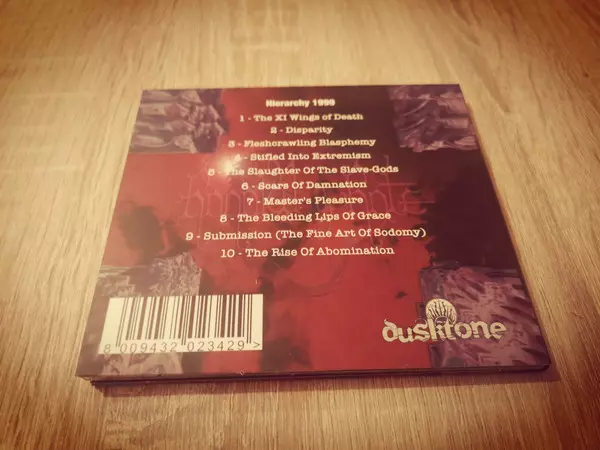 Hierarchy 1999
1 - The XI Wings of Death
2 - Disparity
3 - Fleshcrawling Blasphemy
4 - Stifled Into Extremism
5 - The Slaughter Of The Slave-Gods
6 - Scars Of Damnation
7 - Master's Pleasure
8 - The Bleeding Lips Of Grace
9 - Submission (The Fine Art Of Sodomy)
10 - The Rise Of Abomination
8 009432 023429 >
dusktone